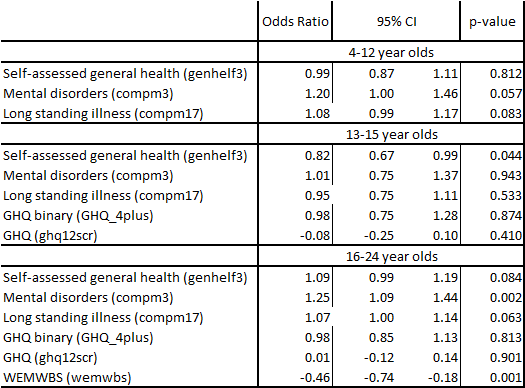 Odds Ratio 95% CI p-value
4-12 year olds
Self-assessed general health (genhelf3) 0.99 0.87 1.11 0.812
Mental disorders (compm3) 1.20 1.00 1.46 0.057
Long standing illness (compm17) 1.08 0.99 1.17 0.083
13-15 year olds
Self-assessed general health (genhelf3) 0.82 0.67 0.99 0.044
Mental disorders (compm3) 1.01 0.75 1.37 0.943
Long standing illness (compm17) 0.95 0.75 1.11 0.533
GHQ binary (GHQ_4plus) 0.98 0.75 1.28 0.874
GHQ (ghq12scr) -0.08 -0.25 0.10 0.410
16-24 year olds
Self-assessed general health (genhelf3) 1.09 0.99 1.19 0.084
Mental disorders (compm3) 1.25 1.09 1.44 0.002
Long standing illness (compm17) 1.07 1.00 1.14 0.063
GHQ binary (GHQ_4plus) 0.98 0.85 1.13 0.813
GHQ (ghq12scr) 0.01 -0.12 0.14 0.901
WEMWBS (wemwbs) -0.46 -0.74 -0.18 0.001